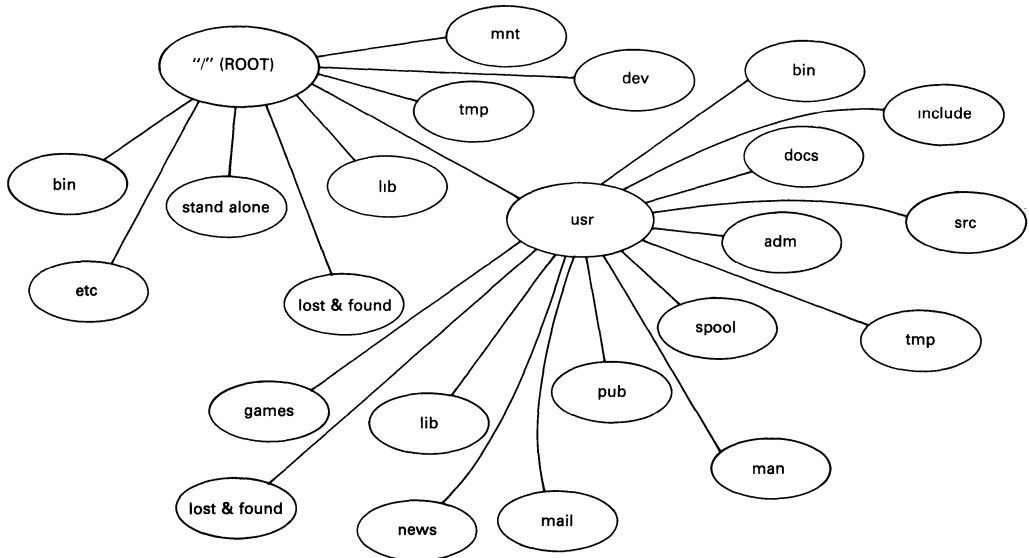 mnt
"/" (ROOT)
dev
bin
tmp
include
docs
bin
lib
stand alone
usr
src
adm
etc
lost & found
spool
tmp
pub
games
lib
man
lost & found
news
mail